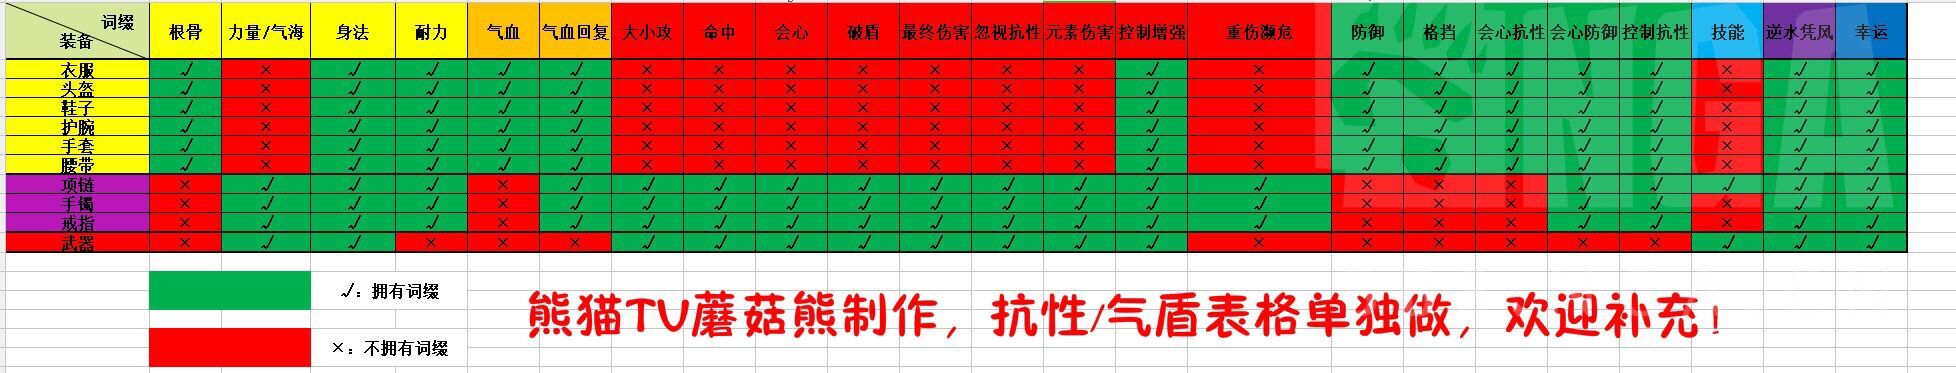 词缀 装备 根骨 力量/气海 身法 耐力 气血 气血回复 大小攻 命中 会心 破盾 最终伤害 忽视抗性 元素伤害 控制增强 重伤濒危 防御 格挡 会心抗性 会心防御 控制抗性 技能 逆水凭风 幸运
衣服 √ × √ √ √ √ × × × × × × × √ × √ √ √ √ √ × √ √
头盔 √ × √ √ √ √ × × × × × × × √ × √ √ √ √ √ × √ √
鞋子 √ × √ √ √ √ × × × × × × × √ × √ √ √ √ √ × √ √
护腕 √ × √ √ √ √ × × × × × × × √ × √ √ √ √ √ × √ √
手套 √ × √ √ √ √ × × × × × × × √ × √ √ √ √ √ × √ √
腰带 √ × √ √ √ √ × × × × × × × √ × √ √ √ √ √ × √ √
项链 × √ √ √ × √ √ √ √ √ √ √ √ √ √ × × × √ √ √ √ √
手镯 × √ √ √ × √ √ √ √ √ √ √ √ √ √ × × × √ √ × √ √
戒指 × √ √ √ × √ √ √ √ √ √ √ √ √ √ × × × √ √ × √ √
武器 × √ √ × × × √ √ √ √ √ √ √ √ × × × × × × √ √ √
√：拥有词缀
熊猫TV蘑菇熊制作，抗性/气盾表格单独做，欢迎补充！
×：不拥有词缀
NGA